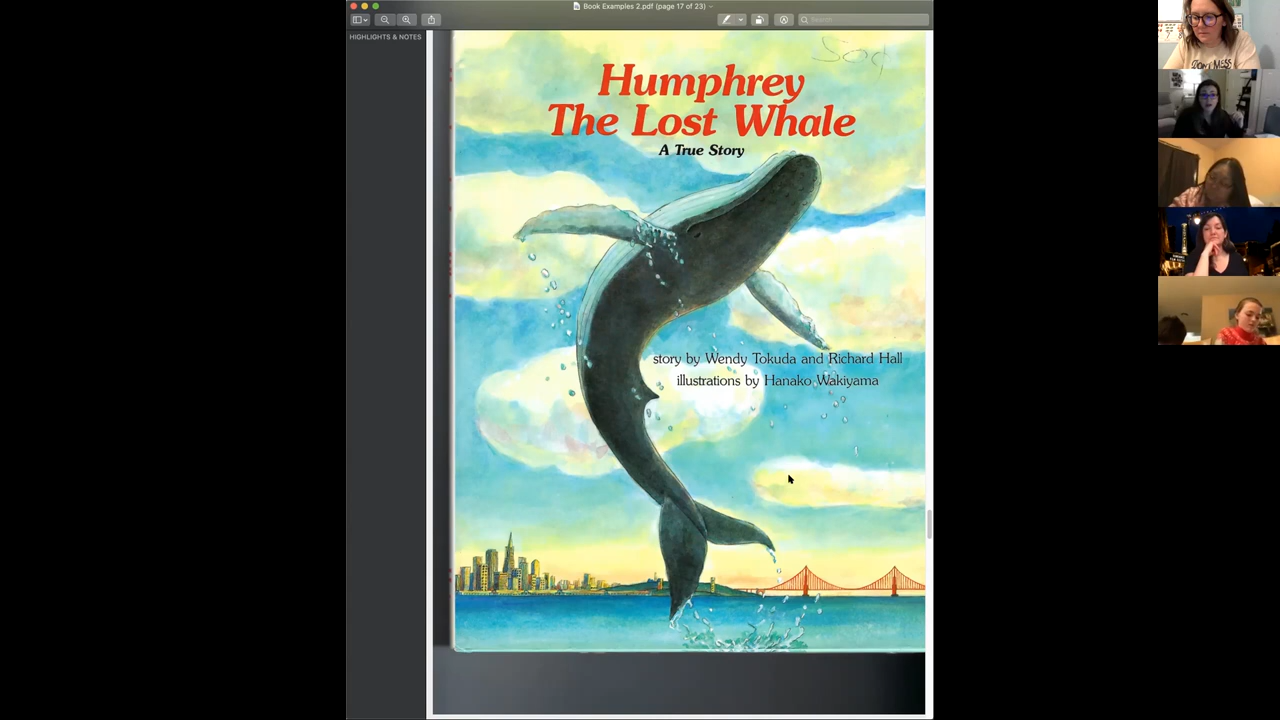 Book Examples 2.pdf (page 17 of 23)
Search
HIGHLIGHTS & NOTES
Humphrey
The Lost Whale
A True Story
story by Wendy Tokuda and Richard Hall
illustrations by Hanako Wakiyama